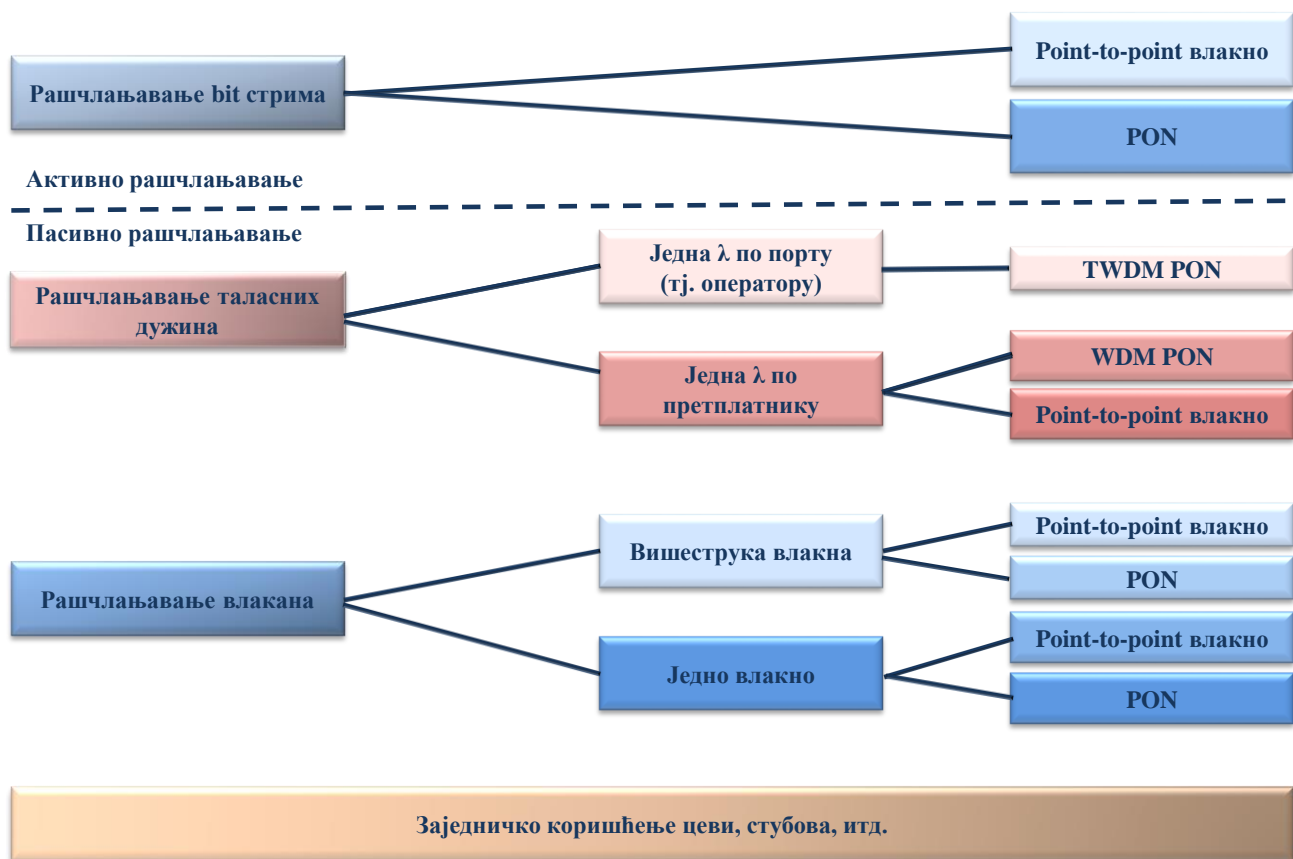 Point-to-point влакно
Рашчлањавање bit стрима
PON
Активно рашчлањавање
Пасивно рашчлањавање
Једна λ по порту
(тј. оператору)
TWDM PON
Рашчлањавање таласних
дужина
Једна λ по
претплатнику
WDM PON
Point-to-point влакно
Вишеструка влакна
Point-to-point влакно
PON
Рашчлањавање влакана
Једно влакно
Point-to-point влакно
PON
Заједничко коришћење цеви, стубова, итд.